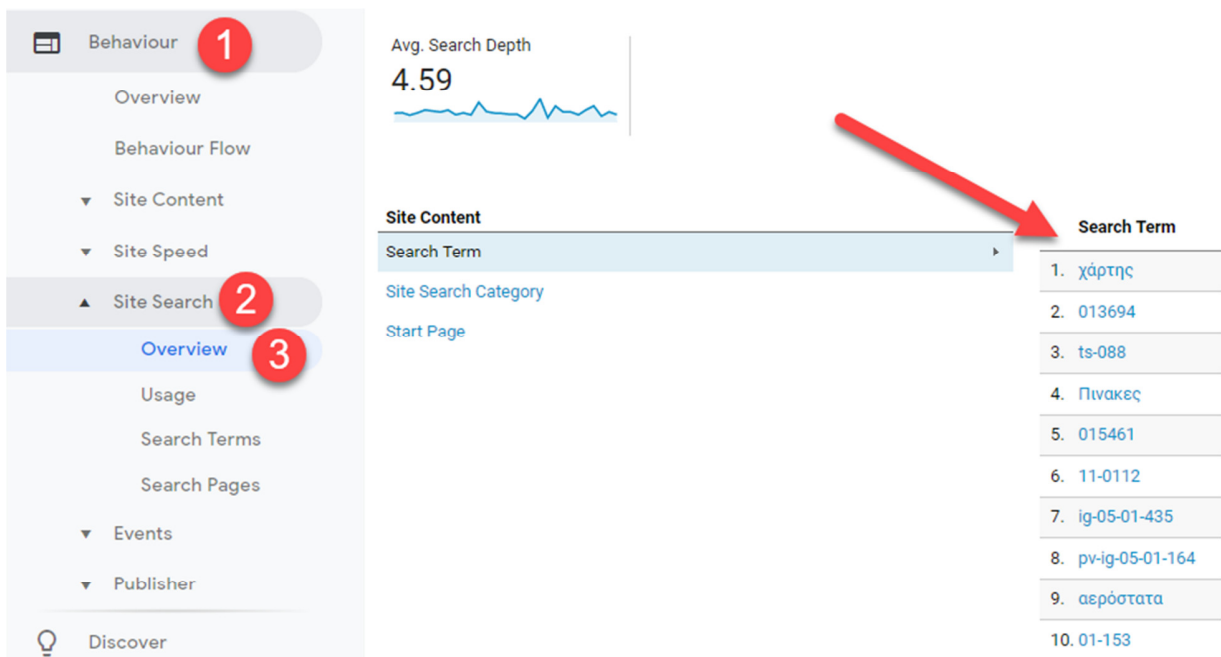 Behaviour 1
Overview
Behaviour Flow
Site Content
Site Speed
Site Search 2
Overview 3
Usage
Search Terms
Search Pages
Events
Publisher
Discover
Avg. Search Depth
4.59
Site Content
Search Term
Site Search Category
Start Page
Search Term
1. χάρτης
2. 013694
3. ts-088
4. Πινακες
5. 015461
6. 11-0112
7. ig-05-01-435
8. pv-ig-05-01-164
9. αερόστατα
10. 01-153